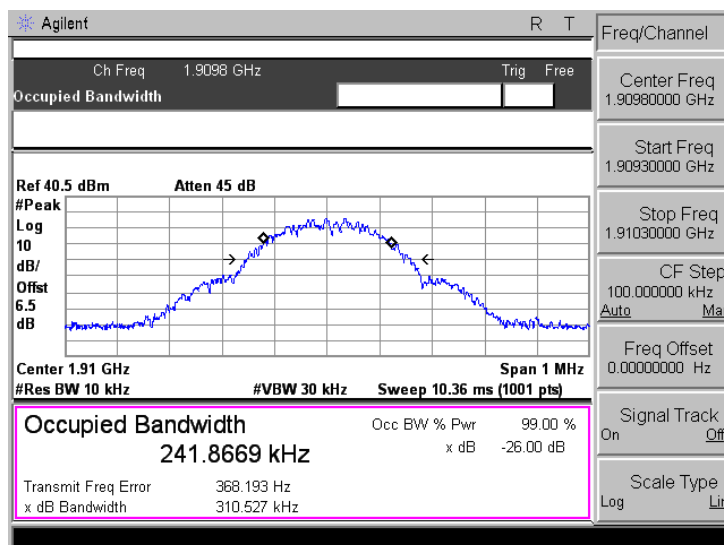 Agilent R T
Ch Freq 1.9098 GHz Trig Free
Occupied Bandwidth
Ref 40.5 dBm Atten 45 dB
#Peak
Log
10
dB/
Offst
6.5
dB
Center 1.91 GHz Span 1 MHz
#Res BW 10 kHz #VBW 30 kHz Sweep 10.36 ms (1001 pts)
Occupied Bandwidth Occ BW % Pwr 99.00 %
241.8669 kHz x dB -26.00 dB
Transmit Freq Error 368.193 Hz
x dB Bandwidth 310.527 kHz
Freq/Channel
Center Freq
1.90980000 GHz
Start Freq
1.90930000 GHz
Stop Freq
1.91030000 GHz
CF Step
100.000000 kHz
Auto Ma
Freq Offset
0.00000000 Hz
Signal Track
On Off
Scale Type
Log Lin